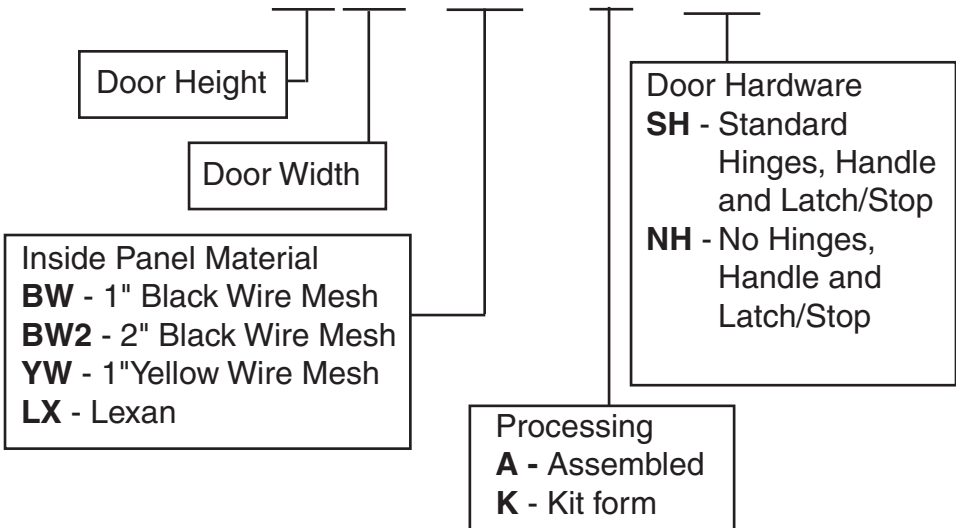 Door Height
Door Width
Inside Panel Material
BW - 1" Black Wire Mesh
BW2 - 2" Black Wire Mesh
YW - 1"Yellow Wire Mesh
LX - Lexan
Processing
A - Assembled
K - Kit form
Door Hardware
SH - Standard
Hinges, Handle
and Latch/Stop
NH - No Hinges,
Handle and
Latch/Stop